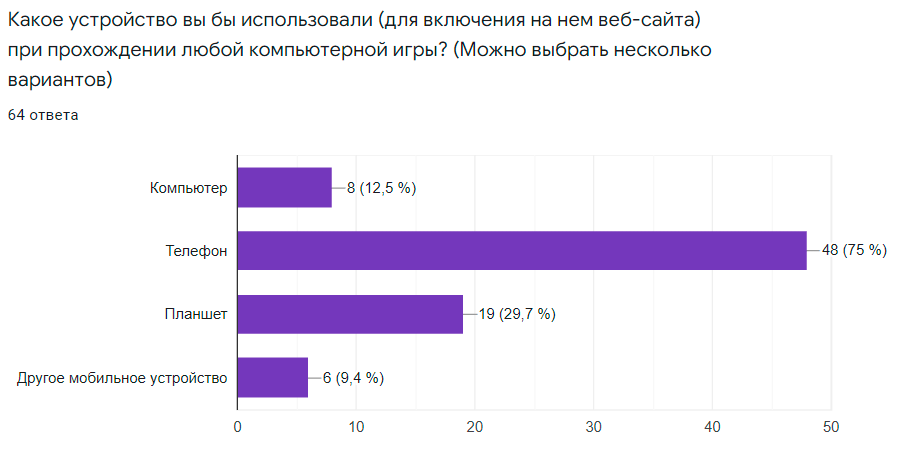 Какое устройство вы бы использовали (для включения на нем веб-сайта)
при прохождении любой компьютерной игры? (Можно выбрать несколько
вариантов)
64 ответа
Компьютер 8 (12,5 %)
Телефон 48 (75 %)
Планшет 19 (29,7 %)
Другое мобильное устройство 6 (9,4 %)
0 10 20 30 40 50